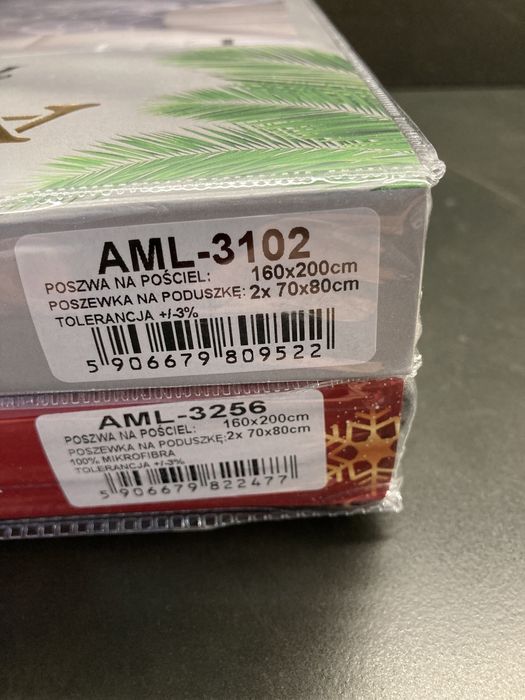 AML-3102
POSZWA NA POŚCIEL: 160x200cm
POSZEWKA NA PODUSZKĘ: 2x 70x80cm
TOLERANCJA +/-3%
5 906679 809522
AML-3256
POSZWA NA POŚCIEL: 160x200cm
POSZEWKA NA PODUSZKĘ: 2x 70x80cm
100% MIKROFIBRA
TOLERANCJA +/-3%
5 906679 822477